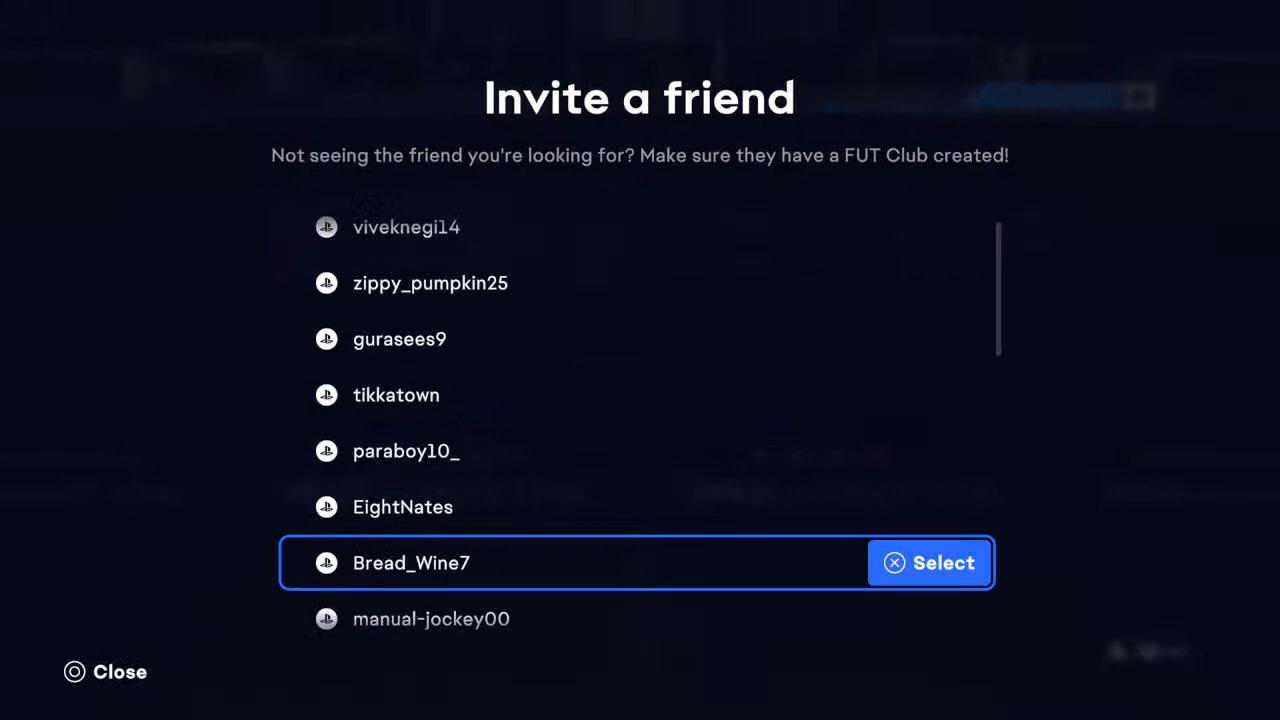 Invite a friend
Not seeing the friend you're looking for? Make sure they have a FUT Club created!
viveknegi14
zippy_pumpkin25
gurasees9
tikkatown
paraboy10_
EightNates
Bread_Wine7 Select
manual-jockey00
Close